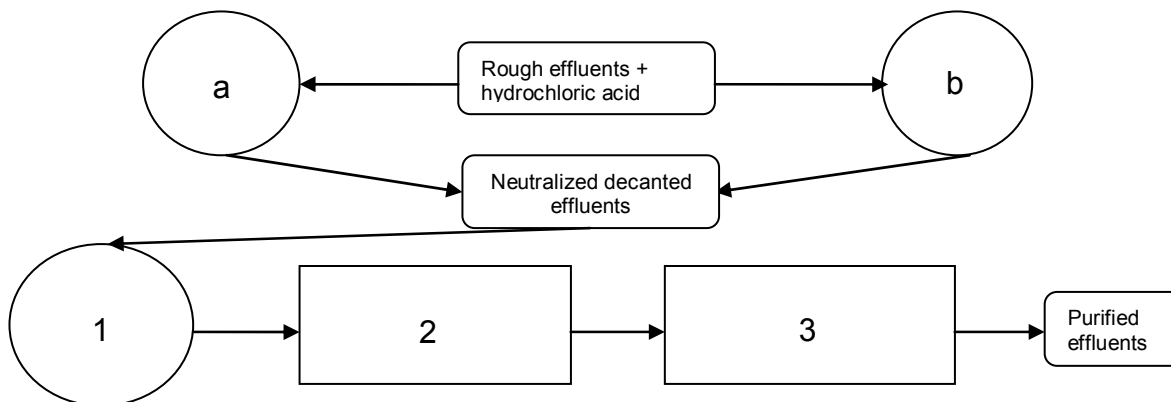 a
Rough effluents +
hydrochloric acid
b
Neutralized decanted
effluents
1
2
3
Purified
effluents